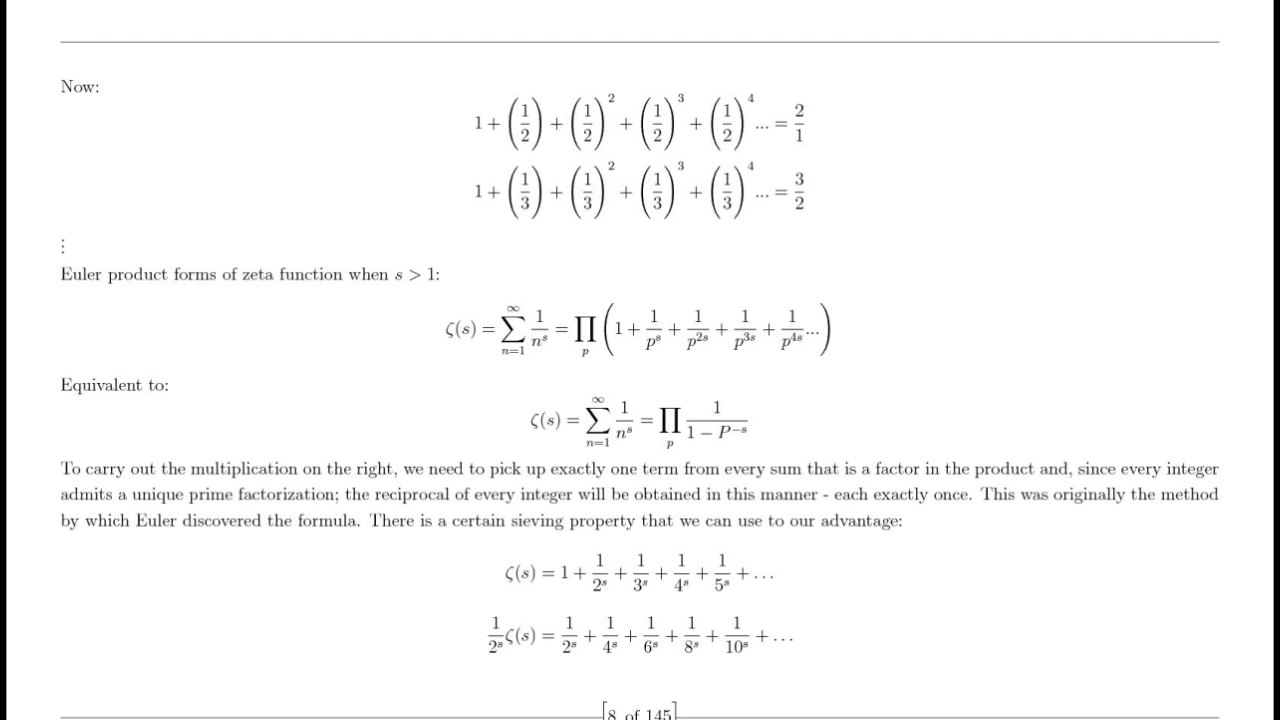 Now:
1 + (1/2) + (1/2)² + (1/2)³ + (1/2)⁴ ... = 2/1
1 + (1/3) + (1/3)² + (1/3)³ + (1/3)⁴ ... = 3/2
⋮
Euler product forms of zeta function when s > 1:
ζ(s) = ∑_{n=1}^{∞} 1/n^s = ∏_p (1 + 1/p^s + 1/p^{2s} + 1/p^{3s} + 1/p^{4s} ...)
Equivalent to:
ζ(s) = ∑_{n=1}^{∞} 1/n^s = ∏_p 1/(1 − P^{−s})
To carry out the multiplication on the right, we need to pick up exactly one term from every sum that is a factor in the product and, since every integer
admits a unique prime factorization; the reciprocal of every integer will be obtained in this manner - each exactly once. This was originally the method
by which Euler discovered the formula. There is a certain sieving property that we can use to our advantage:
ζ(s) = 1 + 1/2^s + 1/3^s + 1/4^s + 1/5^s + ...
1/2^s ζ(s) = 1/2^s + 1/4^s + 1/6^s + 1/8^s + 1/10^s + ...
[8 of 145]